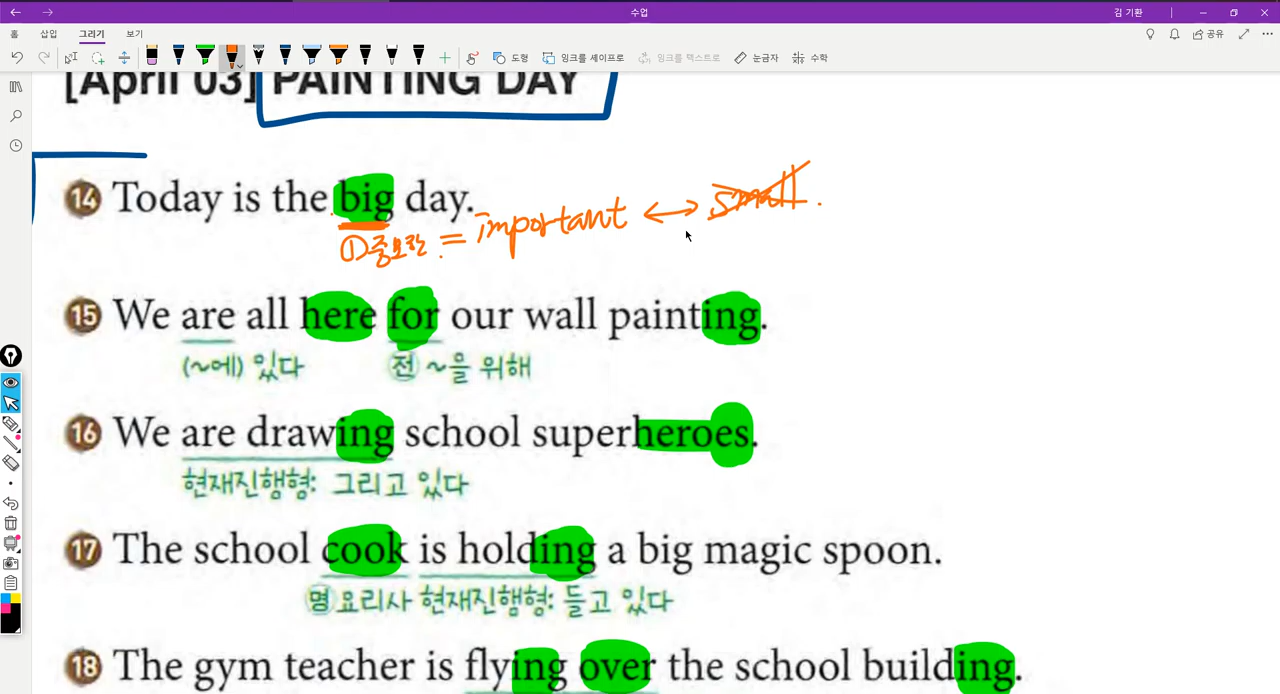 수업
김 기환
홈 삽입 그리기 보기
공유
도형 잉크를 셰이프로 잉크를 텍스트로 눈금자 수학
[April 03] PAINTING DAY
14 Today is the big day.
①중요한 = important ↔ small.
15 We are all here for our wall painting.
(~에) 있다 전 ~을 위해
16 We are drawing school superheroes.
현재진행형: 그리고 있다
17 The school cook is holding a big magic spoon.
명 요리사 현재진행형: 들고 있다
18 The gym teacher is flying over the school building.